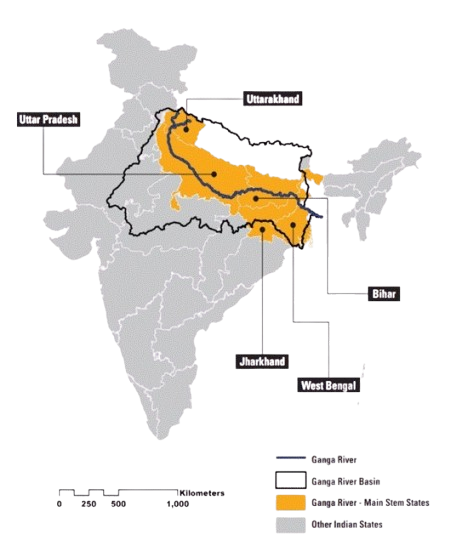 Uttarakhand
Uttar Pradesh
Bihar
Jharkhand
West Bengal
Ganga River
Ganga River Basin
Ganga River - Main Stem States
Other Indian States
Kilometers
0 250 500 1,000